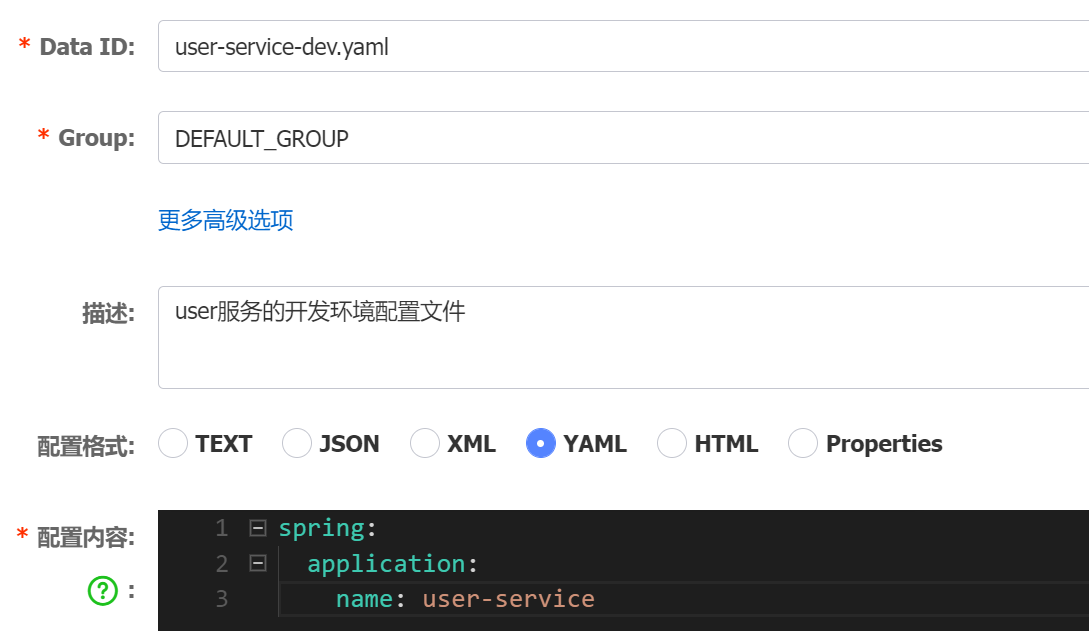 * Data ID: user-service-dev.yaml
* Group: DEFAULT_GROUP
更多高级选项
描述: user服务的开发环境配置文件
配置格式: TEXT JSON XML YAML HTML Properties
* 配置内容: 1 spring:
2 application:
? : 3 name: user-service